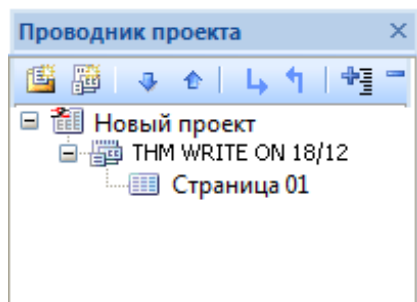 Проводник проекта
Новый проект
THM WRITE ON 18/12
Страница 01